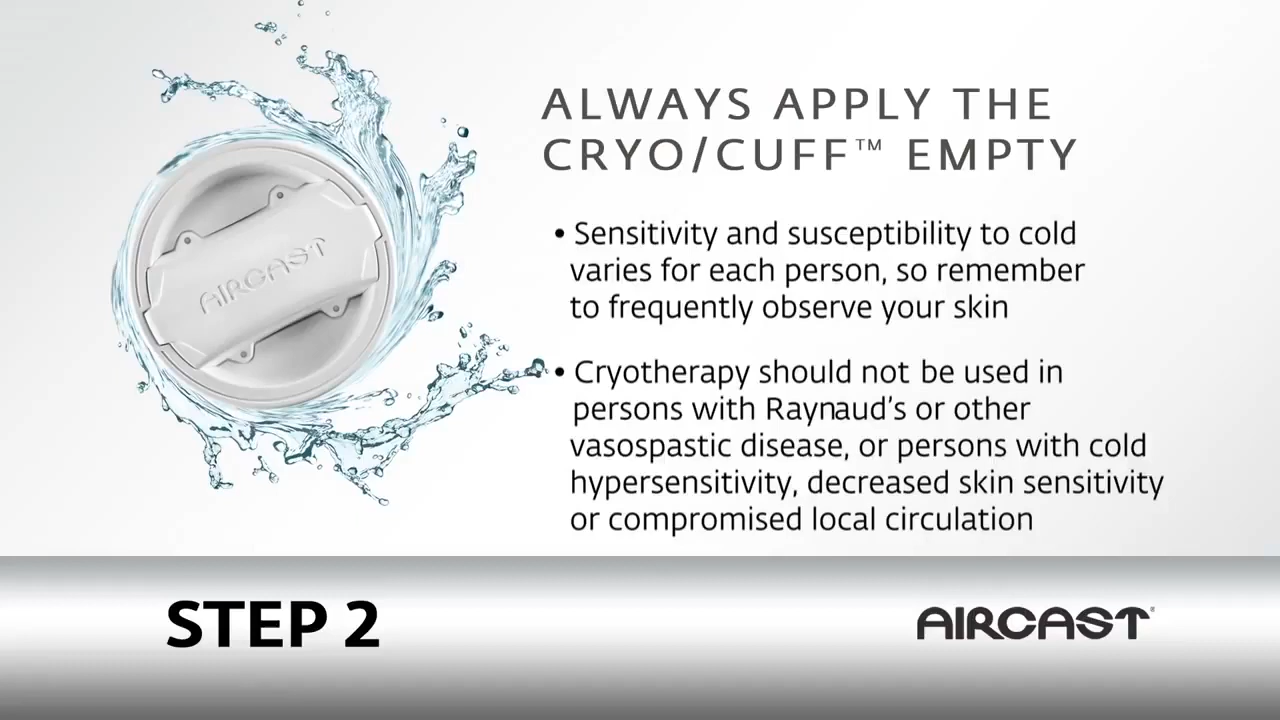 ALWAYS APPLY THE
CRYO/CUFF™ EMPTY
• Sensitivity and susceptibility to cold
varies for each person, so remember
to frequently observe your skin
• Cryotherapy should not be used in
persons with Raynaud's or other
vasospastic disease, or persons with cold
hypersensitivity, decreased skin sensitivity
or compromised local circulation
AIRCAST
STEP 2
AIRCAST®